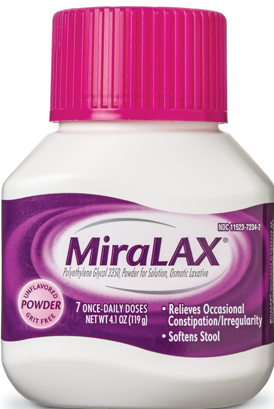 NDC 11523-7234-2
MiraLAX®
Polyethylene Glycol 3350, Powder for Solution, Osmotic Laxative
UNFLAVORED
POWDER
GRIT FREE
7 ONCE-DAILY DOSES
NET WT 4.1 OZ (119 g)
• Relieves Occasional
Constipation/Irregularity
• Softens Stool